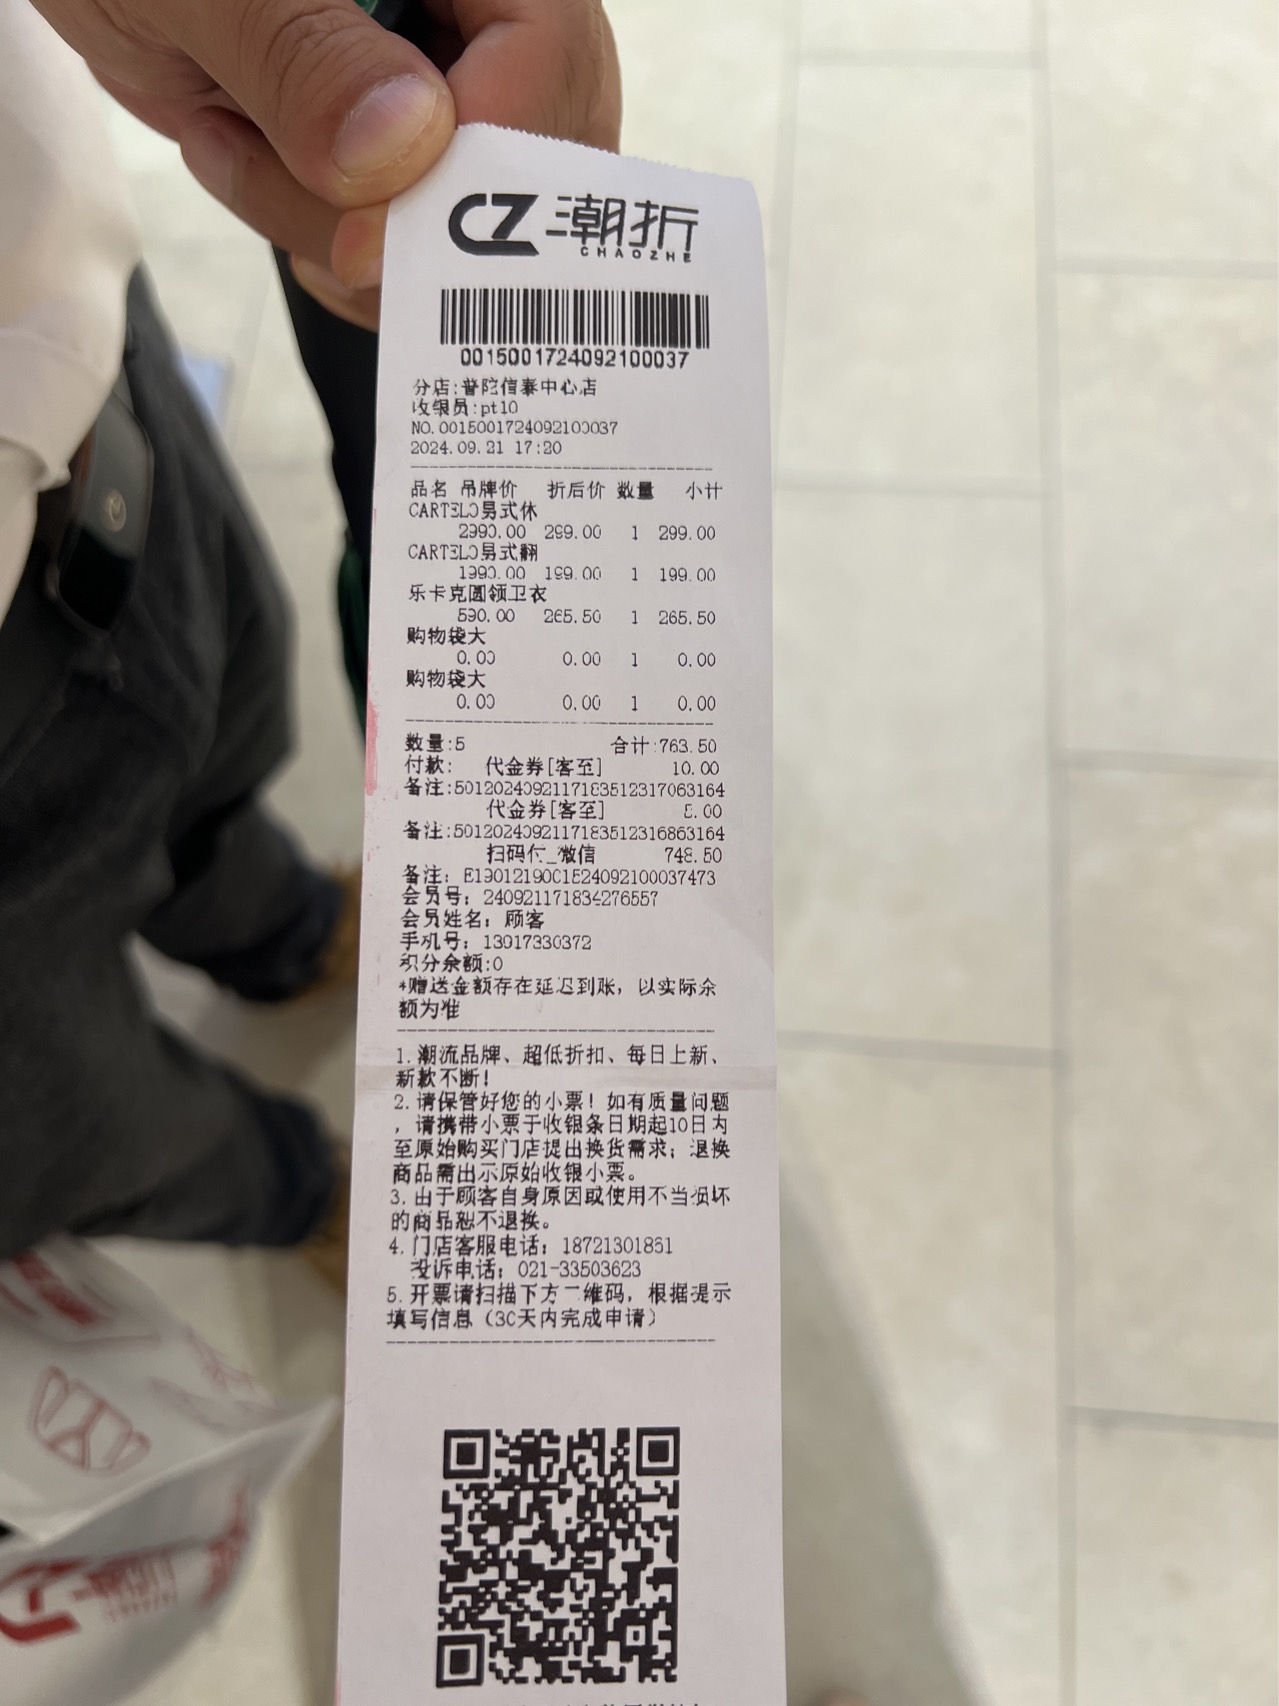 CZ 潮折
CHAOZHE
0015001724092100037
分店:普陀信泰中心店
收银员:pt10
NO.0015001724092100037
2024.09.21 17:20
品名 吊牌价 折后价 数量 小计
CARTELO男式休
2990.00 299.00 1 299.00
CARTELO男式翻
1990.00 199.00 1 199.00
乐卡克圆领卫衣
590.00 265.50 1 265.50
购物袋大
0.00 0.00 1 0.00
购物袋大
0.00 0.00 1 0.00
数量:5 合计:763.50
付款: 代金券[客至] 10.00
备注:5012024092117183512317063164
代金券[客至] 5.00
备注:5012024092117183512316863164
扫码付_微信 748.50
备注: E1901219001524092100037473
会员号: 240921171834276557
会员姓名: 顾客
手机号: 13917330372
积分余额:0
*赠送金额存在延迟到账，以实际余
额为准
1.潮流品牌、超低折扣、每日上新、
新款不断！
2.请保管好您的小票！如有质量问题
，请携带小票于收银条日期起10日内
至原始购买门店提出换货需求；退换
商品需出示原始收银小票。
3.由于顾客自身原因或使用不当损坏
的商品恕不退换。
4.门店客服电话：18721301851
投诉电话：021-33503623
5.开票请扫描下方二维码，根据提示
填写信息（30天内完成申请）